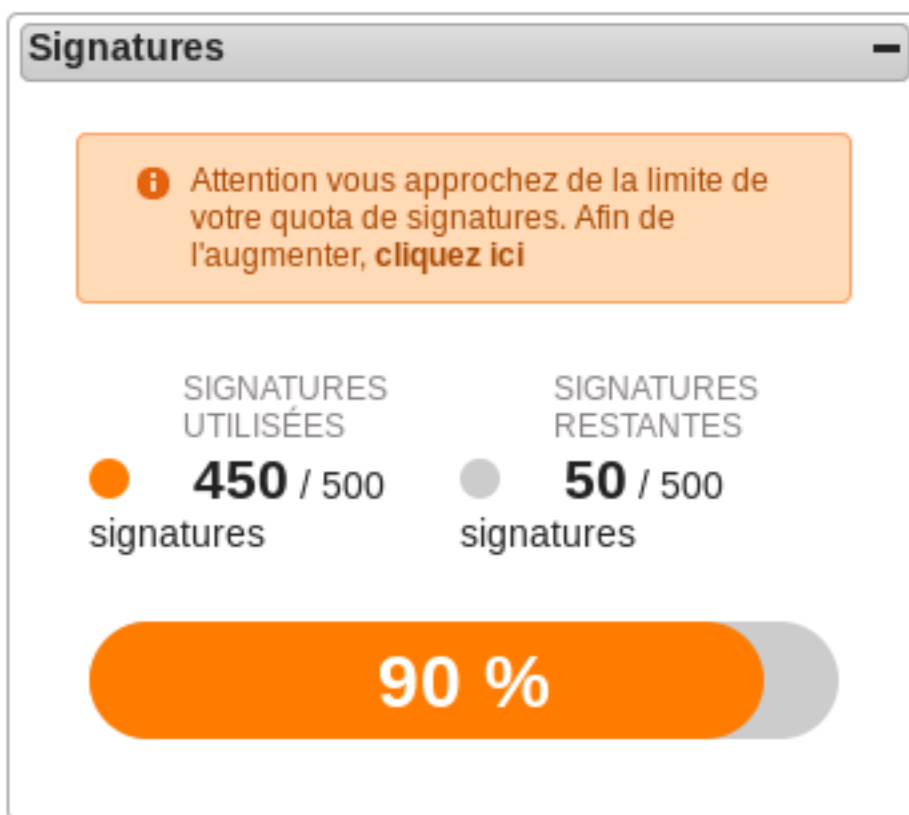 Signatures
Attention vous approchez de la limite de
votre quota de signatures. Afin de
l'augmenter, cliquez ici
SIGNATURES
UTILISÉES
450 / 500
signatures
SIGNATURES
RESTANTES
50 / 500
signatures
90 %